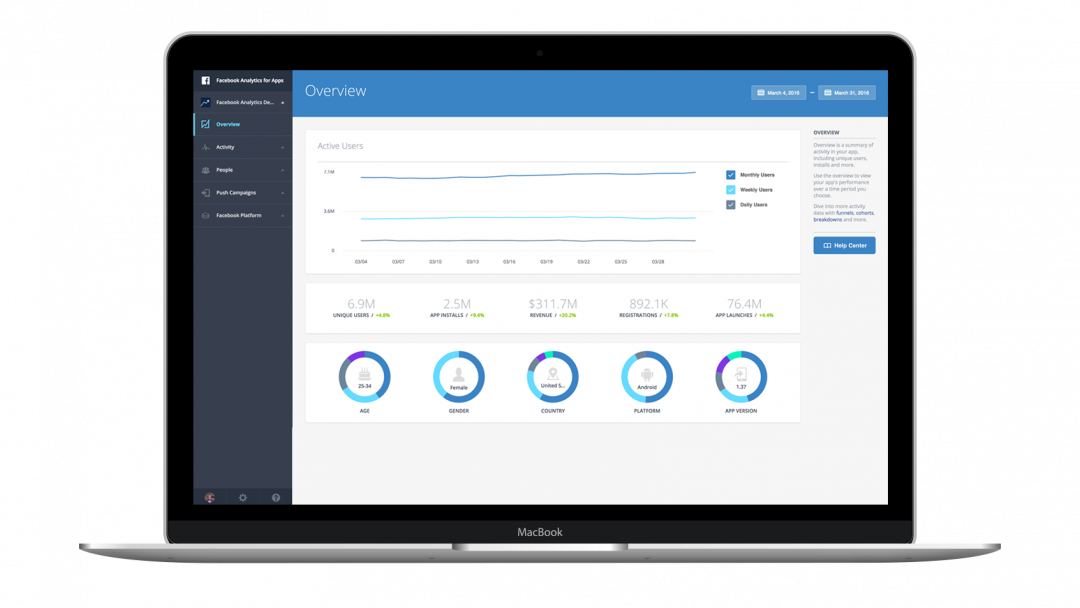 Facebook Analytics for Apps
Facebook Analytics De...
Overview
Activity
People
Push Campaigns
Facebook Platform
Overview
March 4, 2016 – March 31, 2016
Active Users
7.1M
3.6M
0
03/04 03/07 03/10 03/13 03/16 03/19 03/22 03/25 03/28
Monthly Users
Weekly Users
Daily Users
6.9M
UNIQUE USERS / +4.8%
2.5M
APP INSTALLS / +9.4%
$311.7M
REVENUE / +20.2%
892.1K
REGISTRATIONS / +7.8%
76.4M
APP LAUNCHES / +4.4%
25-34
AGE
Female
GENDER
United S...
COUNTRY
Android
PLATFORM
1.37
APP VERSION
OVERVIEW
Overview is a summary of
activity in your app,
including unique users,
installs and more.
Use the overview to view
your app's performance
over a time period you
choose.
Dive into more activity
data with funnels, cohorts,
breakdowns and more.
Help Center
MacBook